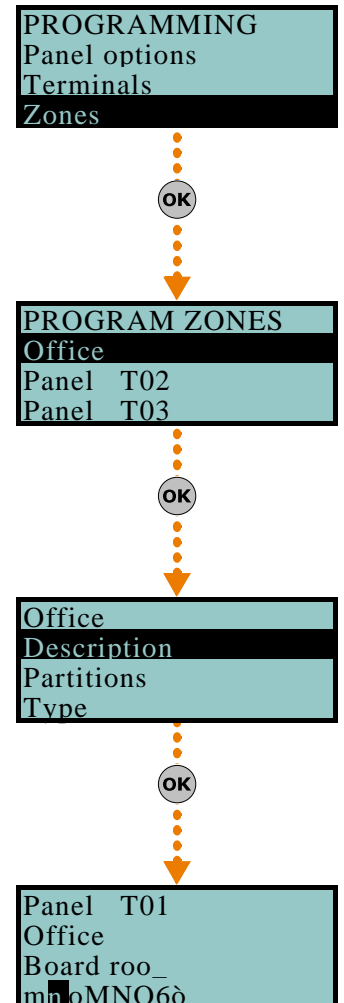 PROGRAMMING
Panel options
Terminals
Zones
OK
PROGRAM ZONES
Office
Panel T02
Panel T03
OK
Office
Description
Partitions
Type
OK
Panel T01
Office
Board roo_
mnoMNO6ò